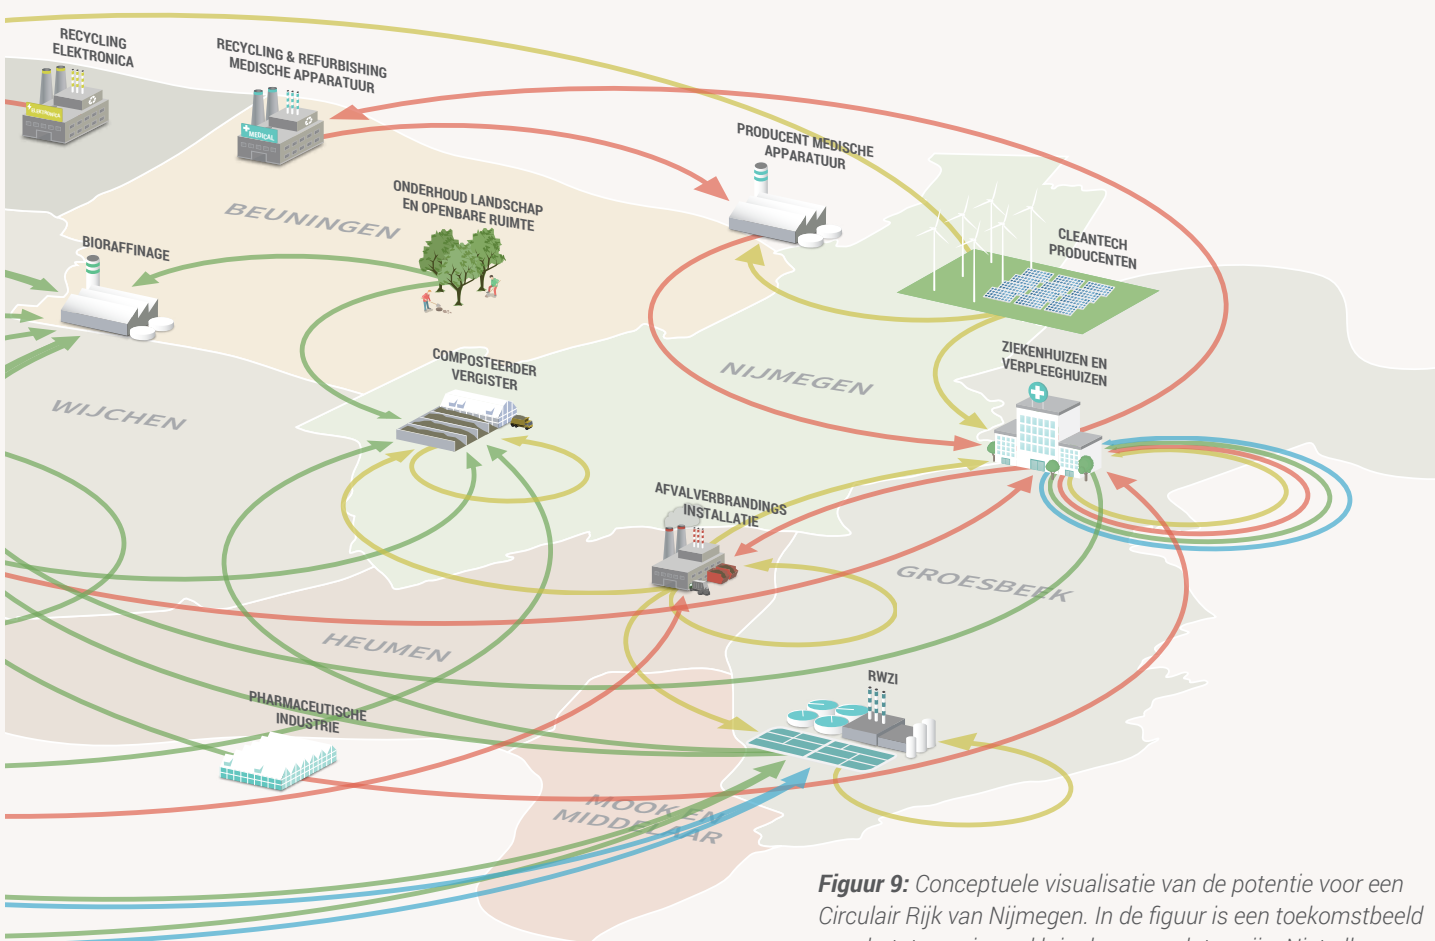 RECYCLING
ELEKTRONICA
RECYCLING & REFURBISHING
MEDISCHE APPARATUUR
MEDICAL
PRODUCENT MEDISCHE
APPARATUUR
ONDERHOUD LANDSCHAP
EN OPENBARE RUIMTE
BEUNINGEN
BIORAFFINAGE
CLEANTECH
PRODUCENTEN
ZIEKENHUIZEN EN
VERPLEEGHUIZEN
COMPOSTEERDER
VERGISTER
NIJMEGEN
WIJCHEN
AFVALVERBRANDINGS
INSTALLATIE
GROESBEEK
HEUMEN
RWZI
PHARMACEUTISCHE
INDUSTRIE
MOOK EN
MIDDELAAR
Figuur 9: Conceptuele visualisatie van de potentie voor een
Circulair Rijk van Nijmegen. In de figuur is een toekomstbeeld